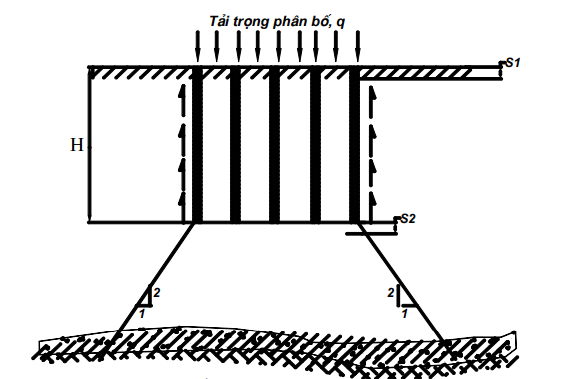 Tải trọng phân bố, q
S1
H
S2
2
1
2
1